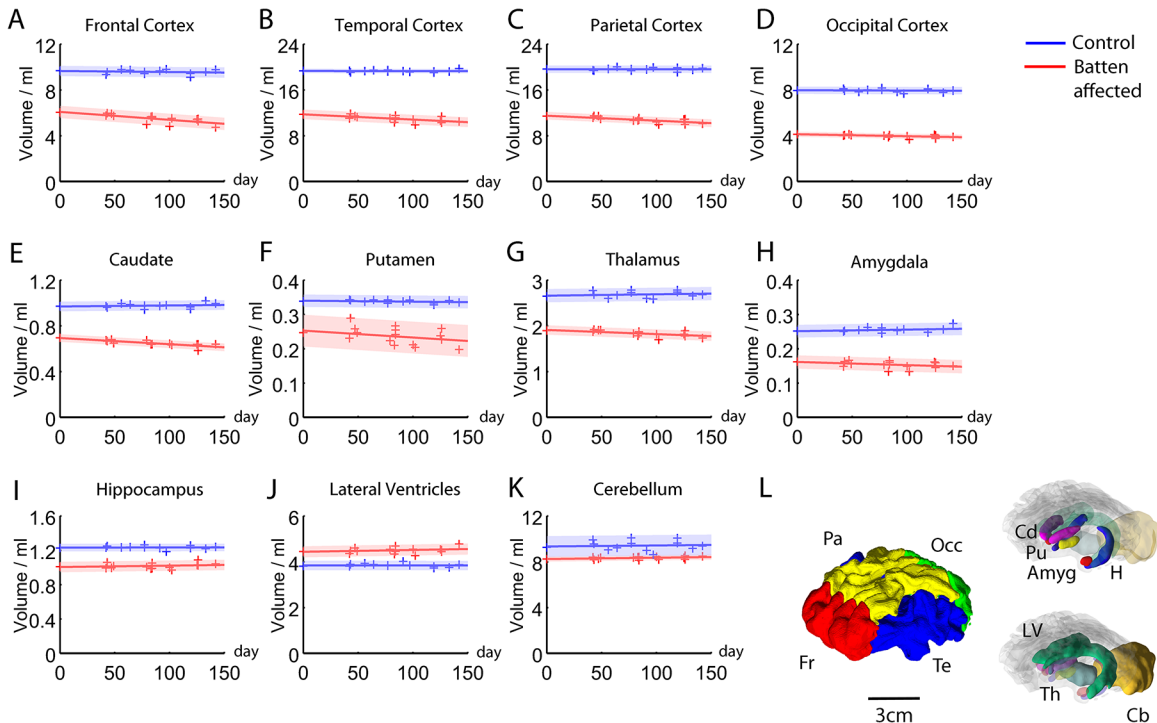 A Frontal Cortex
Volume / ml
12
8
4
0
0 50 100 150
day
B Temporal Cortex
Volume / ml
24
16
8
0
0 50 100 150
day
C Parietal Cortex
Volume / ml
24
16
8
0
0 50 100 150
day
D Occipital Cortex
Volume / ml
12
8
4
0
0 50 100 150
day
Control
Batten
affected
E Caudate
Volume / ml
1.2
0.8
0.4
0
0 50 100 150
day
F Putamen
Volume / ml
0.4
0.3
0.2
0.1
0
0 50 100 150
day
G Thalamus
Volume / ml
3
2
1
0
0 50 100 150
day
H Amygdala
Volume / ml
0.4
0.3
0.2
0.1
0
0 50 100 150
day
I Hippocampus
Volume / ml
1.6
1.2
0.8
0.4
0
0 50 100 150
day
J Lateral Ventricles
Volume / ml
6
4
2
0
0 50 100 150
day
K Cerebellum
Volume / ml
12
8
4
0
0 50 100 150
day
L
Pa
Occ
Fr
Te
3cm
Cd
Pu
Amyg
H
LV
Th
Cb